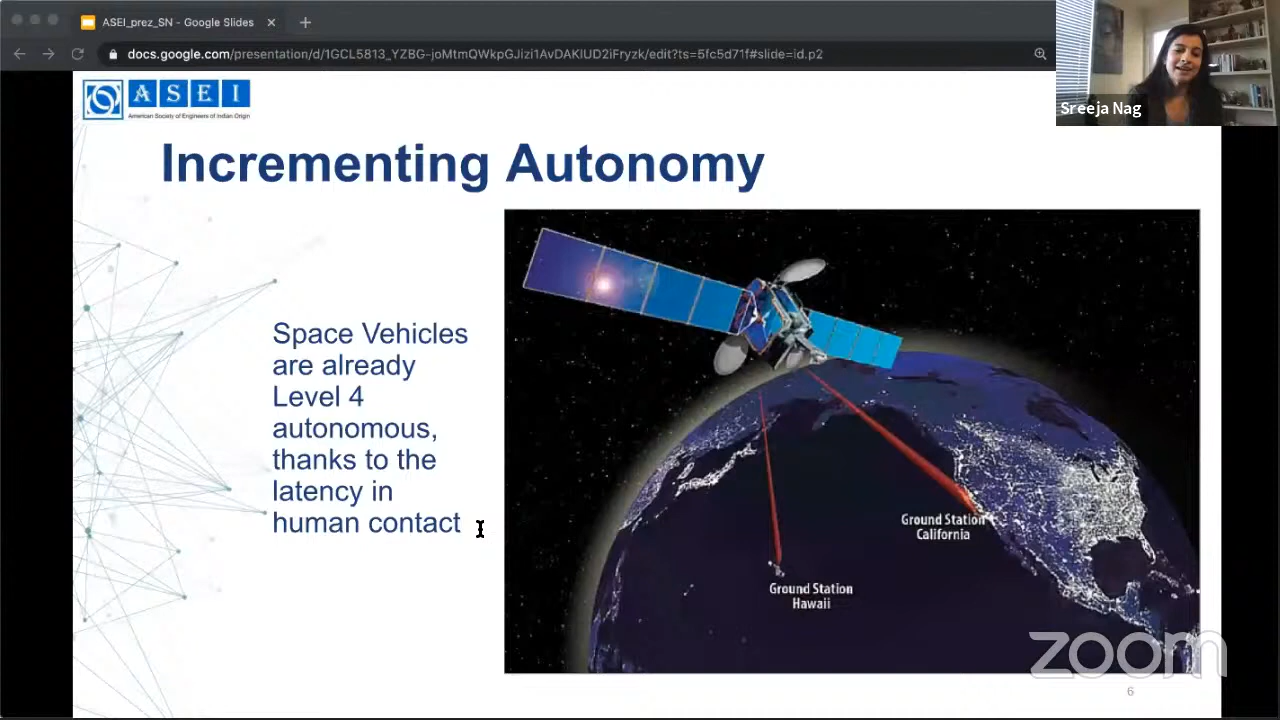 ASEI_prez_SN - Google Slides
docs.google.com/presentation/d/1GCL5813_YZBG-joMtmQWkpGJizi1AvDAKlUD2iFryzk/edit?ts=5fc5d71f#slide=id.p2
Sreeja Nag
A S E I
American Society of Engineers of Indian Origin
Incrementing Autonomy
Space Vehicles
are already
Level 4
autonomous,
thanks to the
latency in
human contact
Ground Station
California
Ground Station
Hawaii
zoom
6